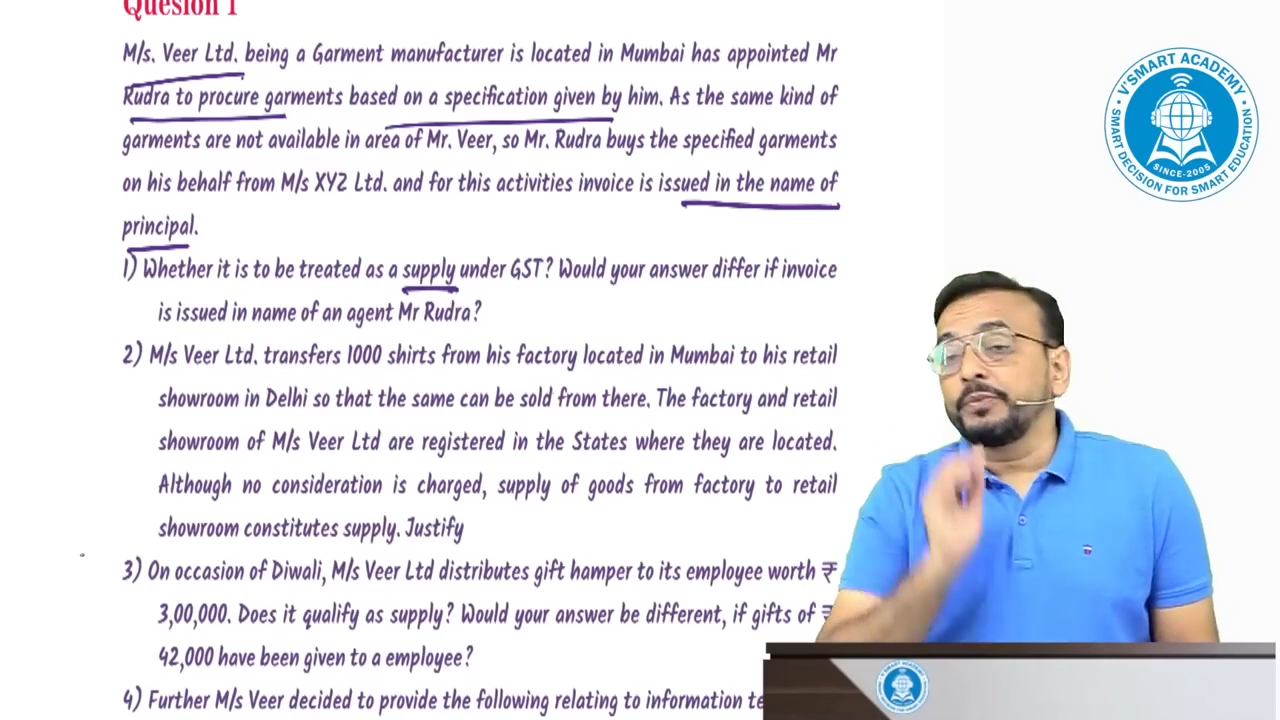 Quesion 1
M/s. Veer Ltd. being a Garment manufacturer is located in Mumbai has appointed Mr
Rudra to procure garments based on a specification given by him. As the same kind of
garments are not available in area of Mr. Veer, so Mr. Rudra buys the specified garments
on his behalf from M/s XYZ Ltd. and for this activities invoice is issued in the name of
principal.
1) Whether it is to be treated as a supply under GST? Would your answer differ if invoice
is issued in name of an agent Mr Rudra?
2) M/s Veer Ltd. transfers 1000 shirts from his factory located in Mumbai to his retail
showroom in Delhi so that the same can be sold from there. The factory and retail
showroom of M/s Veer Ltd are registered in the States where they are located.
Although no consideration is charged, supply of goods from factory to retail
showroom constitutes supply. Justify
3) On occasion of Diwali, M/s Veer Ltd distributes gift hamper to its employee worth ₹
3,00,000. Does it qualify as supply? Would your answer be different, if gifts of ₹
42,000 have been given to a employee?
4) Further M/s Veer decided to provide the following relating to information
V'SMART ACADEMY
SINCE-2005
SMART DECISION FOR SMART EDUCATION